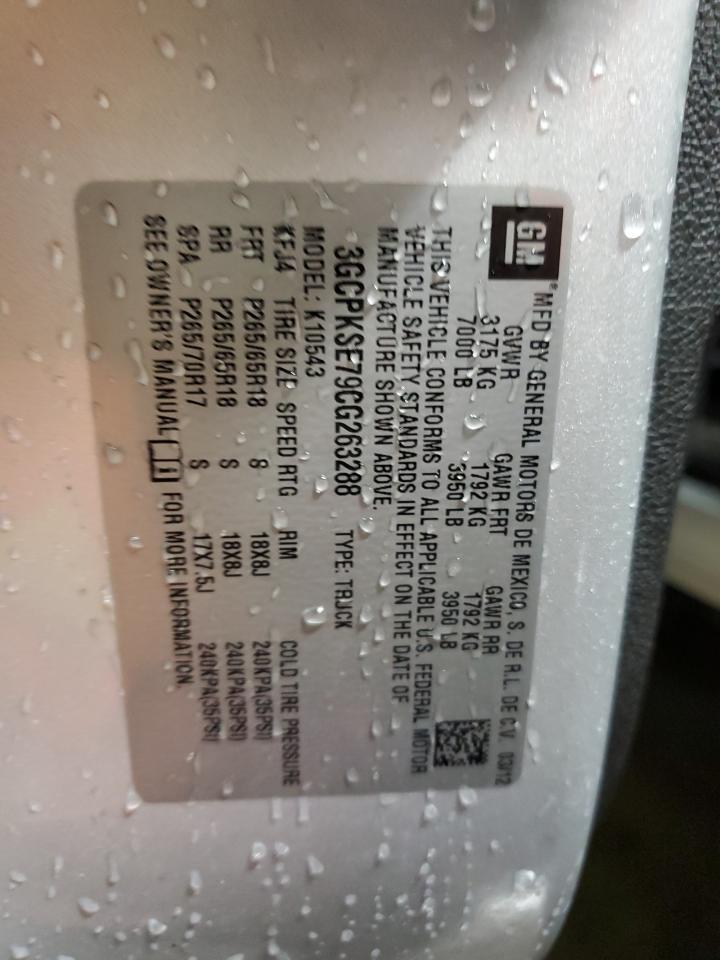 GM
*MFD BY GENERAL MOTORS DE MEXICO, S. DE R.L. DE C.V. 03/12
GVWR GAWR FRT GAWR RR
3175 KG 1792 KG 1792 KG
7000 LB 3950 LB 3950 LB
THIS VEHICLE CONFORMS TO ALL APPLICABLE U.S. FEDERAL MOTOR
VEHICLE SAFETY STANDARDS IN EFFECT ON THE DATE OF
MANUFACTURE SHOWN ABOVE.
3GCPKSE79CG263288 TYPE: TRUCK
MODEL: K10543
KFJ4 TIRE SIZE SPEED RTG RIM COLD TIRE PRESSURE
FRT P265/65R18 S 18X8J 240KPA(35PSI)
RR P265/65R18 S 18X8J 240KPA(35PSI)
SPA P265/70R17 S 17X7.5J 240KPA(35PSI)
SEE OWNER'S MANUAL FOR MORE INFORMATION.